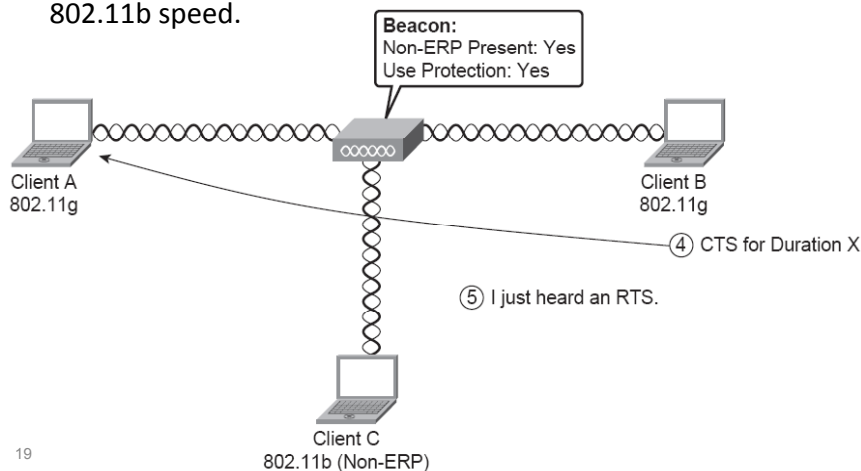 802.11b speed.
Beacon:
Non-ERP Present: Yes
Use Protection: Yes
Client A
802.11g
Client B
802.11g
4 CTS for Duration X
5 I just heard an RTS.
Client C
802.11b (Non-ERP)
19